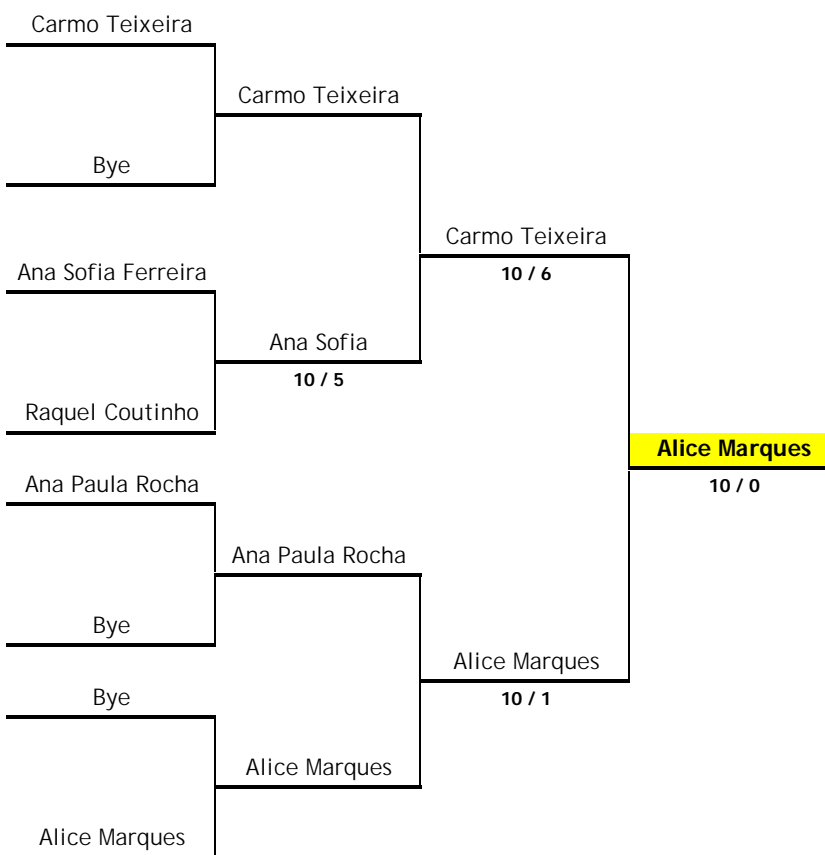 Carmo Teixeira
Carmo Teixeira
Bye
Carmo Teixeira
10 / 6
Ana Sofia Ferreira
Ana Sofia
10 / 5
Raquel Coutinho
Alice Marques
10 / 0
Ana Paula Rocha
Ana Paula Rocha
Bye
Alice Marques
10 / 1
Bye
Alice Marques
Alice Marques